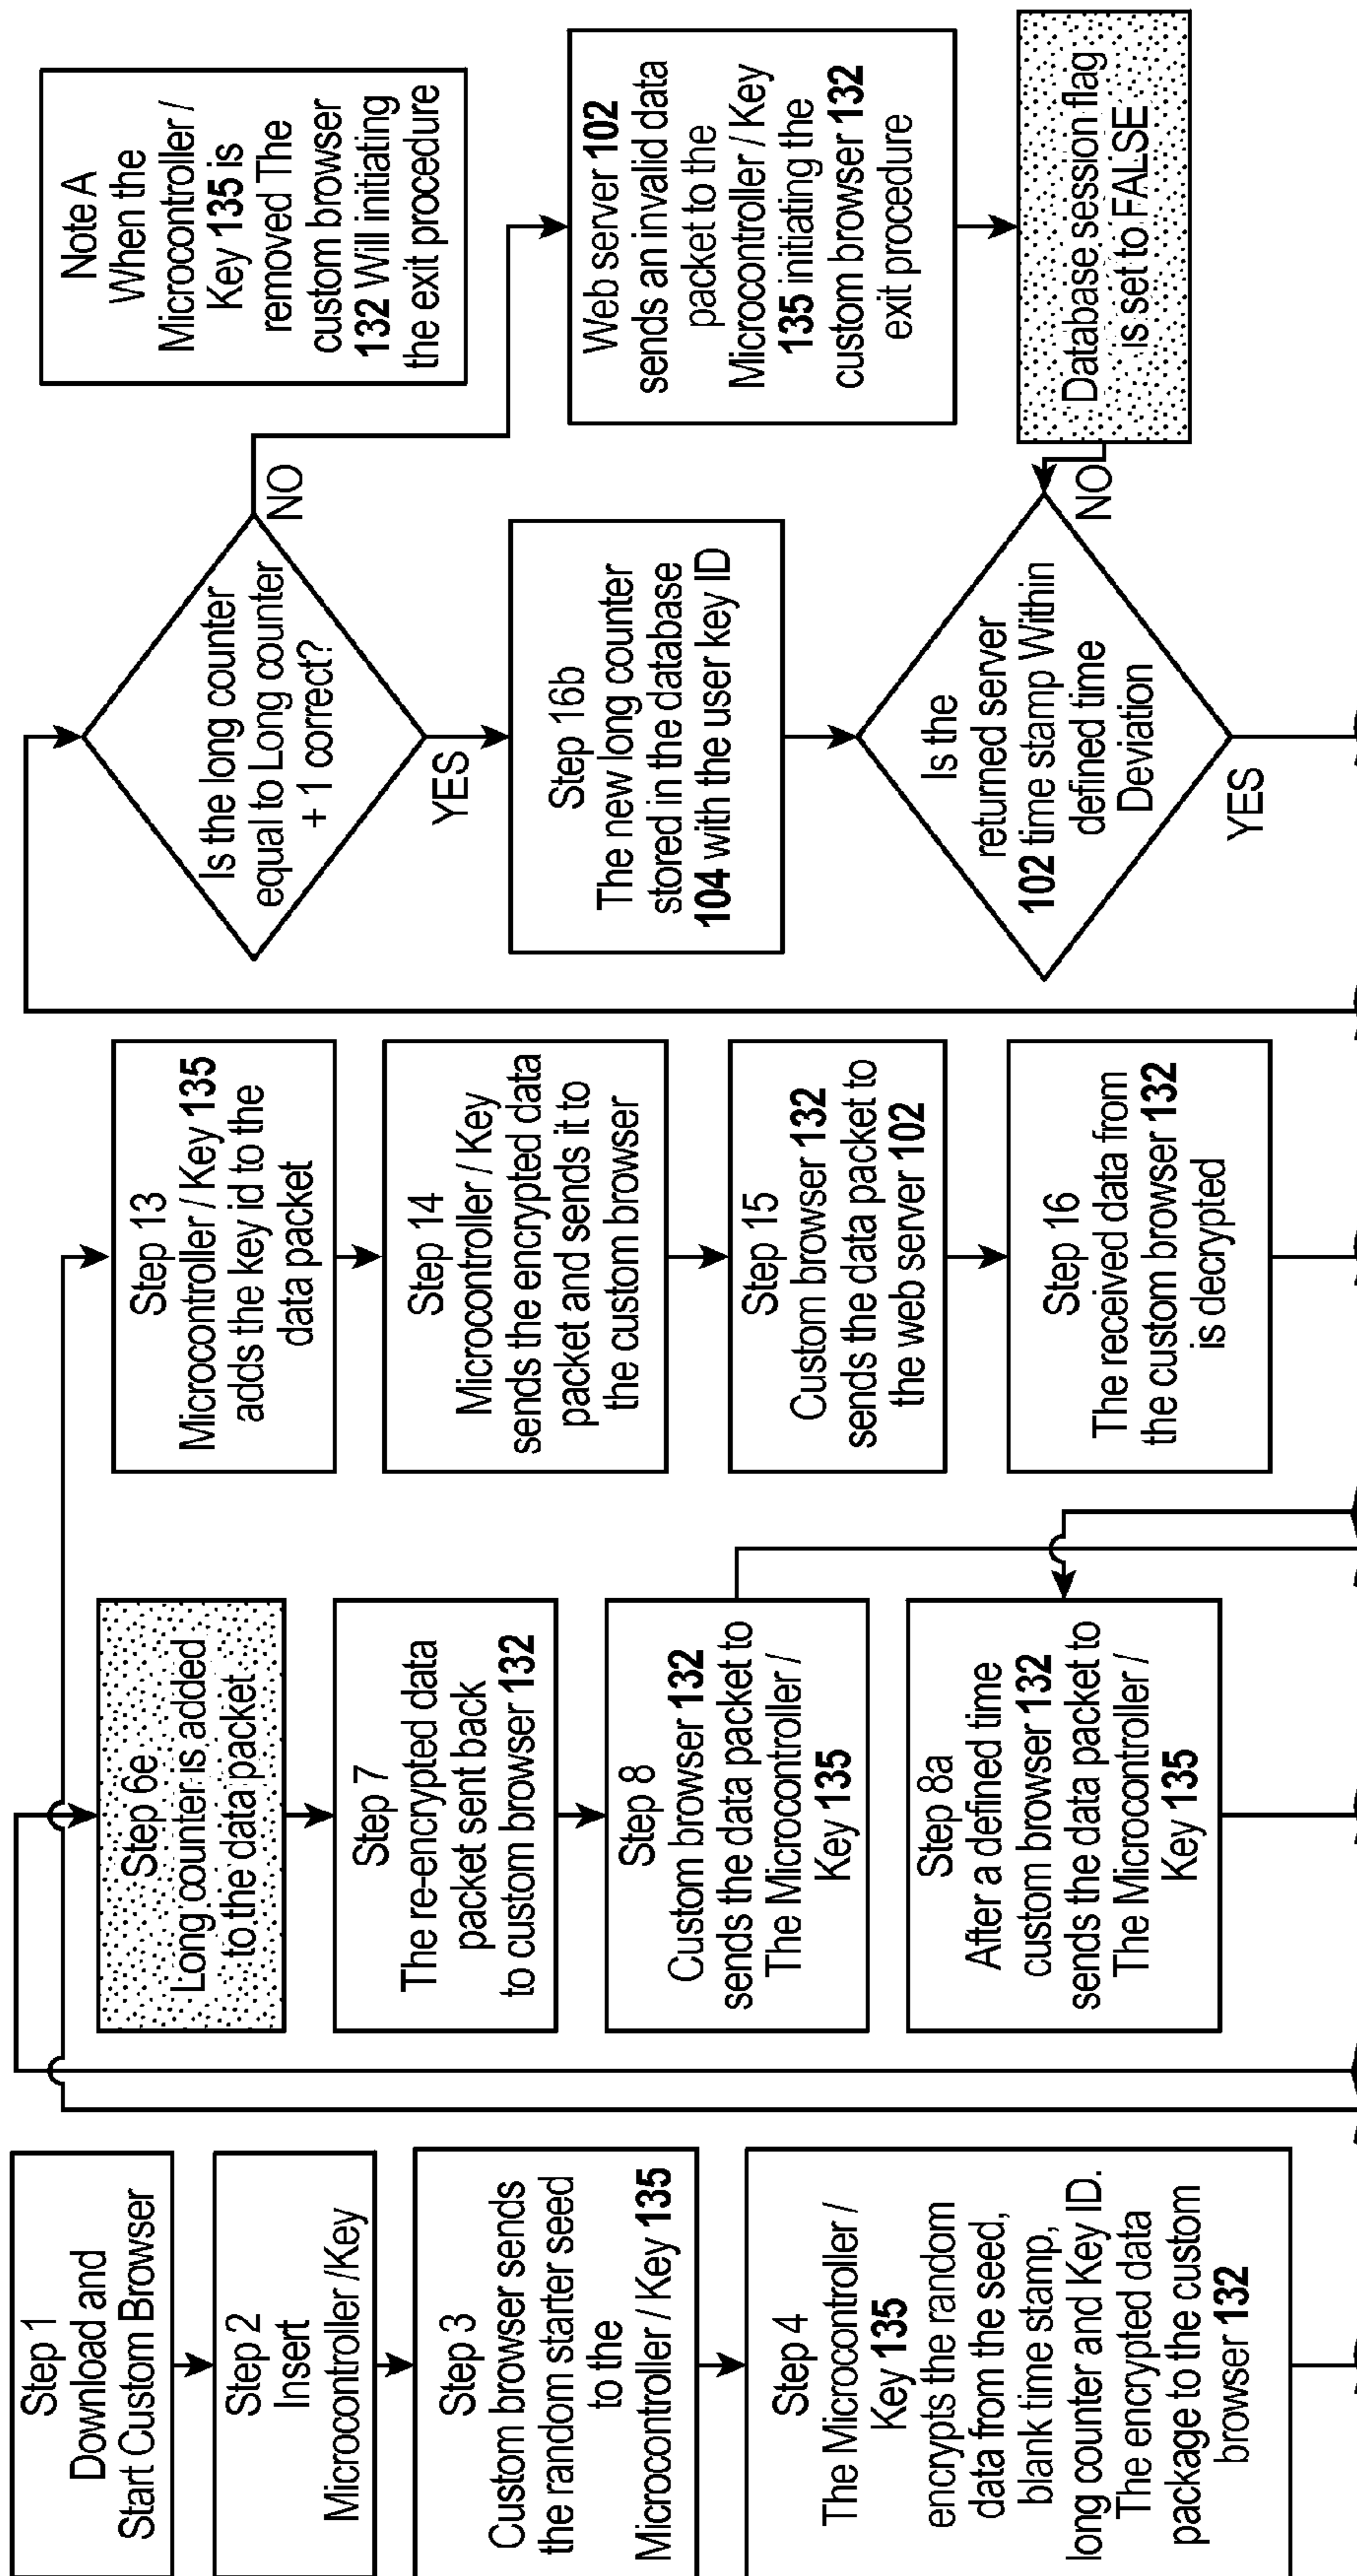 Step 1
Download and
Start Custom Browser
Step 2
Insert
Microcontroller /Key
Step 3
Custom browser sends
the random starter seed
to the
Microcontroller / Key 135
Step 4
The Microcontroller /
Key 135
encrypts the random
data from the seed,
blank time stamp,
long counter and Key ID.
The encrypted data
package to the custom
browser 132
Step 6e
Long counter is added
to the data packet
Step 7
The re-encrypted data
packet sent back
to custom browser 132
Step 8
Custom browser 132
sends the data packet to
The Microcontroller /
Key 135
Step 8a
After a defined time
custom browser 132
sends the data packet to
The Microcontroller /
Key 135
Step 13
Microcontroller / Key 135
adds the key id to the
data packet
Step 14
Microcontroller / Key
sends the encrypted data
packet and sends it to
the custom browser
Step 15
Custom browser 132
sends the data packet to
the web server 102
Step 16
The received data from
the custom browser 132
is decrypted
Is the long counter
equal to Long counter
+ 1 correct?
NO
YES
Step 16b
The new long counter
stored in the database
104 with the user key ID
Is the
returned server
102 time stamp Within
defined time
Deviation
NO
YES
Note A
When the
Microcontroller /
Key 135 is
removed The
custom browser
132 Will initiating
the exit procedure
Web server 102
sends an invalid data
packet to the
Microcontroller / Key
135 initiating the
custom browser 132
exit procedure
Database session flag
is set to FALSE